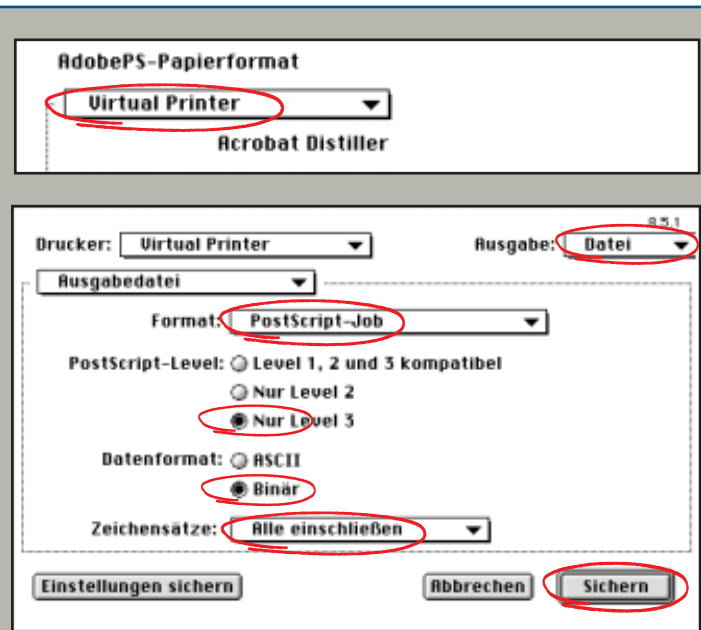 AdobePS-Papierformat
Virtual Printer
Acrobat Distiller
8.5.1
Drucker: Virtual Printer Ausgabe: Datei
Ausgabedatei
Format: PostScript-Job
PostScript-Level: Level 1, 2 und 3 kompatibel
Nur Level 2
Nur Level 3
Datenformat: ASCII
Binär
Zeichensätze: Alle einschließen
Einstellungen sichern Abbrechen Sichern